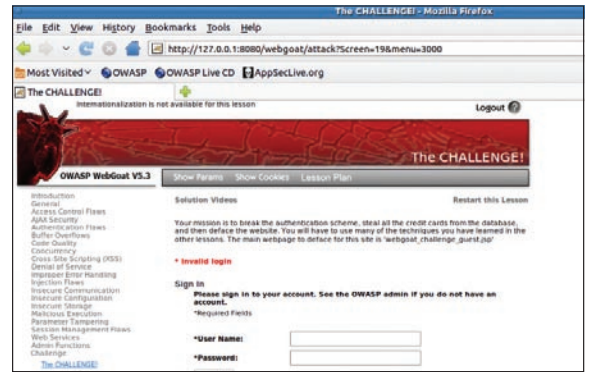 The CHALLENGE! - Mozilla Firefox
File Edit View History Bookmarks Tools Help
http://127.0.0.1:8080/webgoat/attack?Screen=19&menu=3000
Most Visited OWASP OWASP Live CD AppSecLive.org
The CHALLENGE!
Internationalization is not available for this lesson
Logout
The CHALLENGE!
OWASP WebGoat V5.3
Show Params Show Cookies Lesson Plan
Introduction
General
Access Control Flaws
AJAX Security
Authentication Flaws
Buffer Overflows
Code Quality
Concurrency
Cross-Site Scripting (XSS)
Denial of Service
Improper Error Handling
Injection Flaws
Insecure Communication
Insecure Configuration
Insecure Storage
Malicious Execution
Parameter Tampering
Session Management Flaws
Web Services
Admin Functions
Challenge
The CHALLENGE!
Solution Videos
Restart this Lesson
Your mission is to break the authentication scheme, steal all the credit cards from the database,
and then deface the website. You will have to use many of the techniques you have learned in the
other lessons. The main webpage to deface for this site is 'webgoat_challenge_guest.jsp'
* Invalid login
Sign In
Please sign in to your account. See the OWASP admin if you do not have an
account.
*Required Fields
*User Name:
*Password: